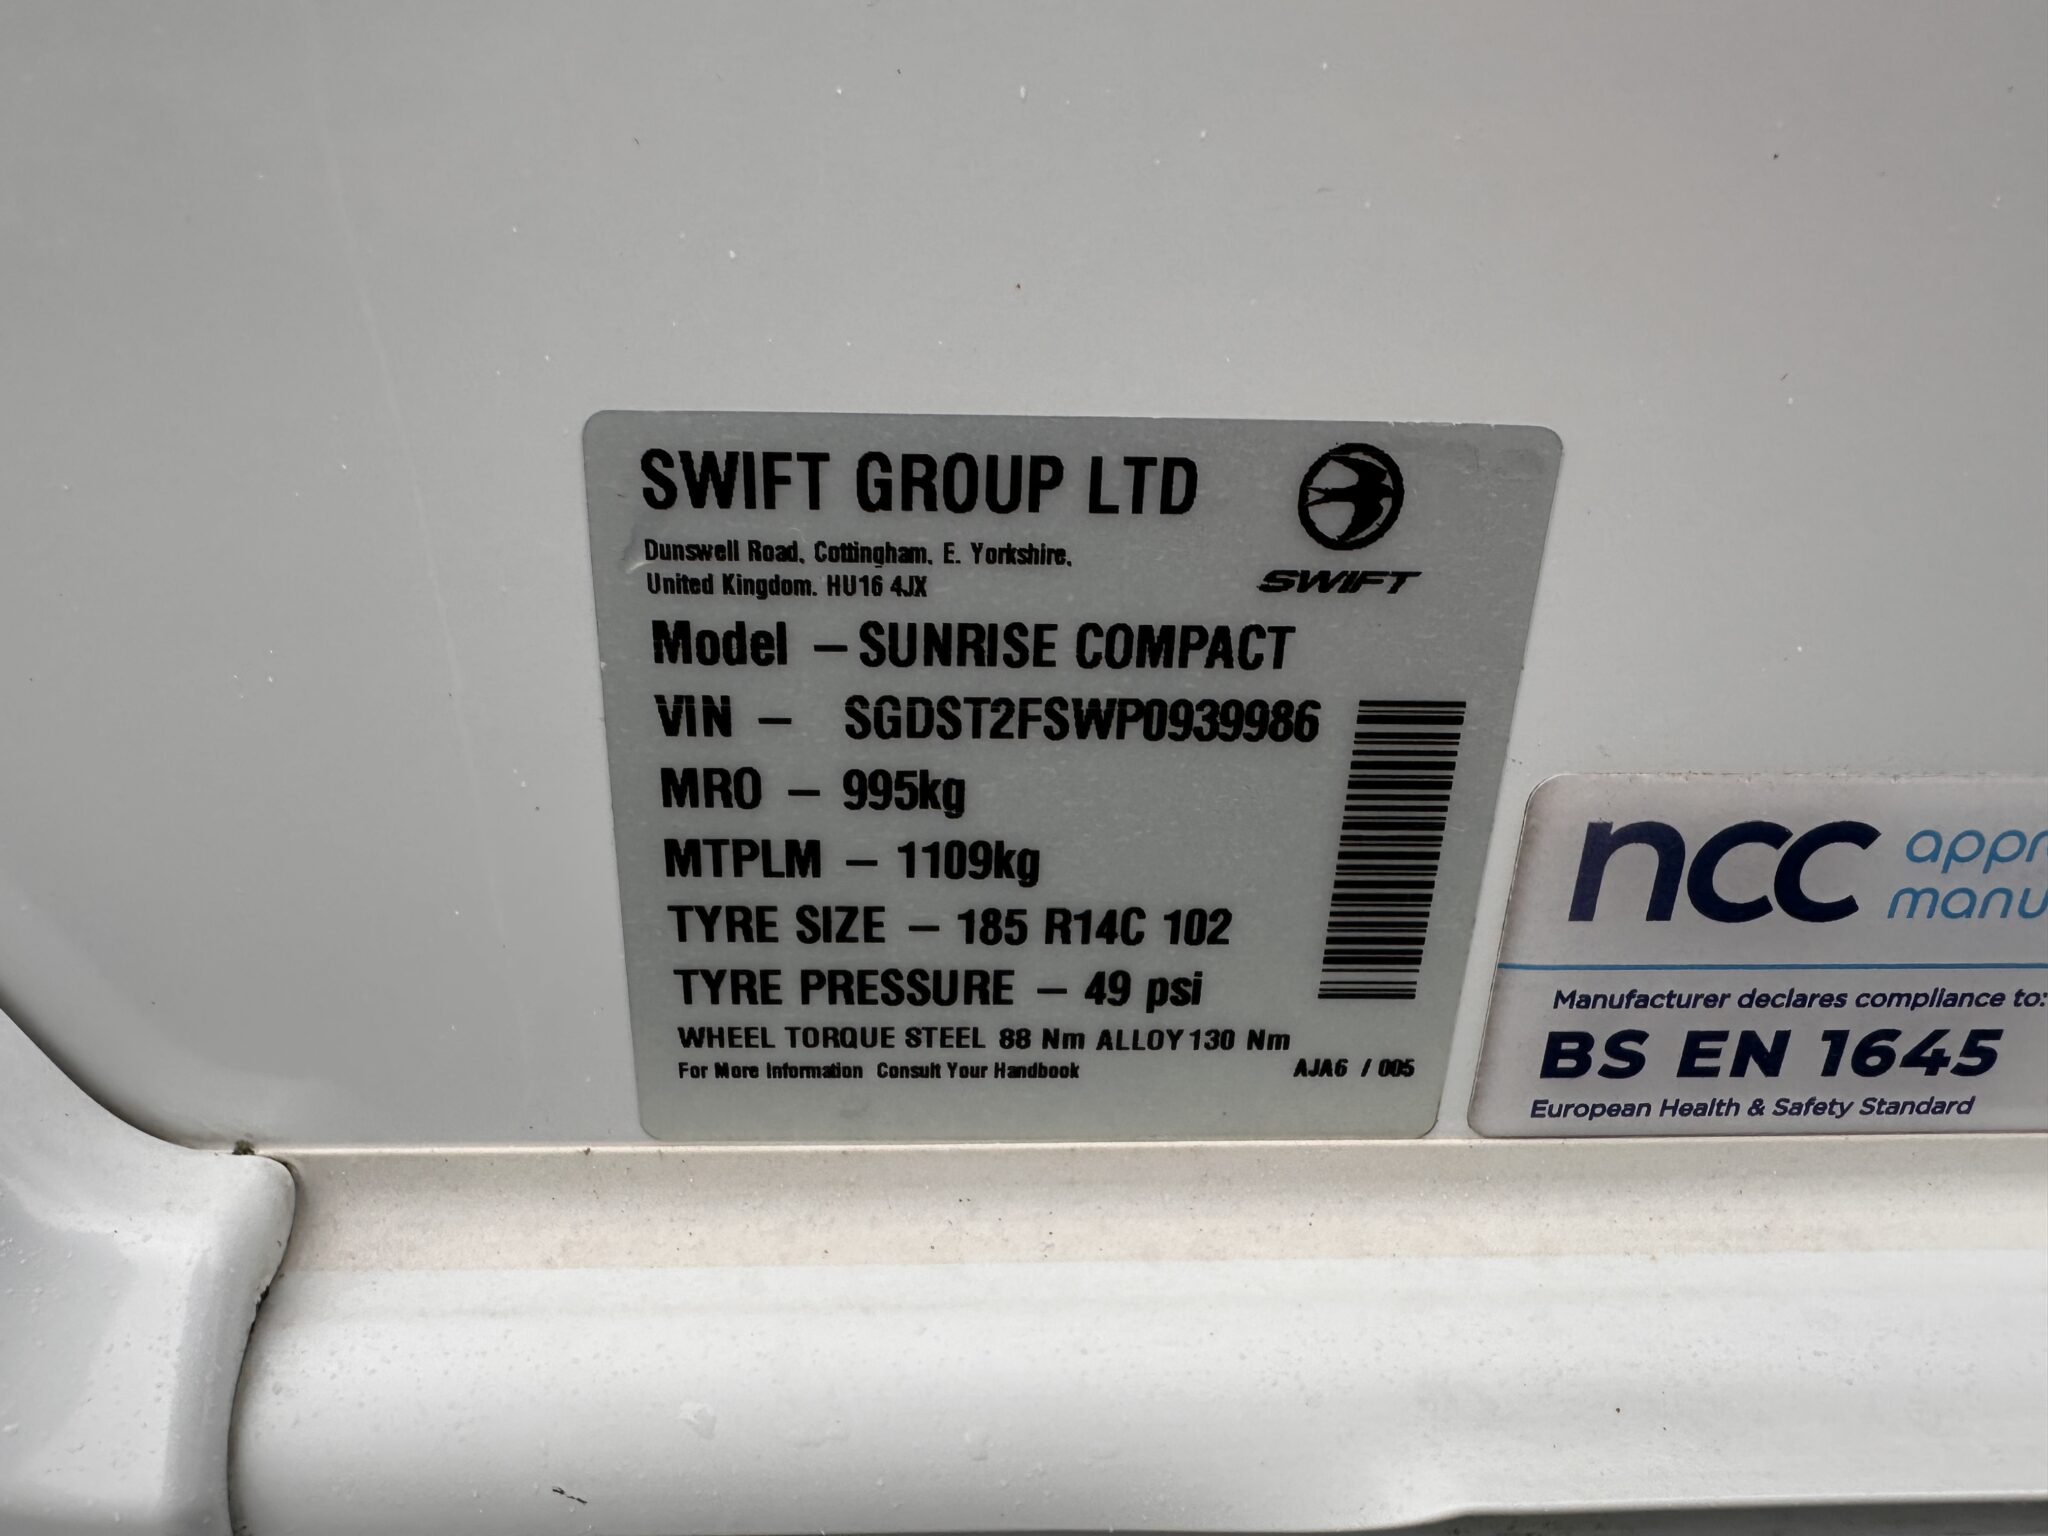 SWIFT GROUP LTD
Dunswell Road, Cottingham, E. Yorkshire,
United Kingdom. HU16 4JX
SWIFT
Model – SUNRISE COMPACT
VIN – SGDST2FSWP0939986
MRO – 995kg
MTPLM – 1109kg
TYRE SIZE – 185 R14C 102
TYRE PRESSURE – 49 psi
WHEEL TORQUE STEEL 88 Nm ALLOY 130 Nm
For More Information Consult Your Handbook
AJA6 / 005
ncc
Manufacturer declares compliance to:
BS EN 1645
European Health & Safety Standard